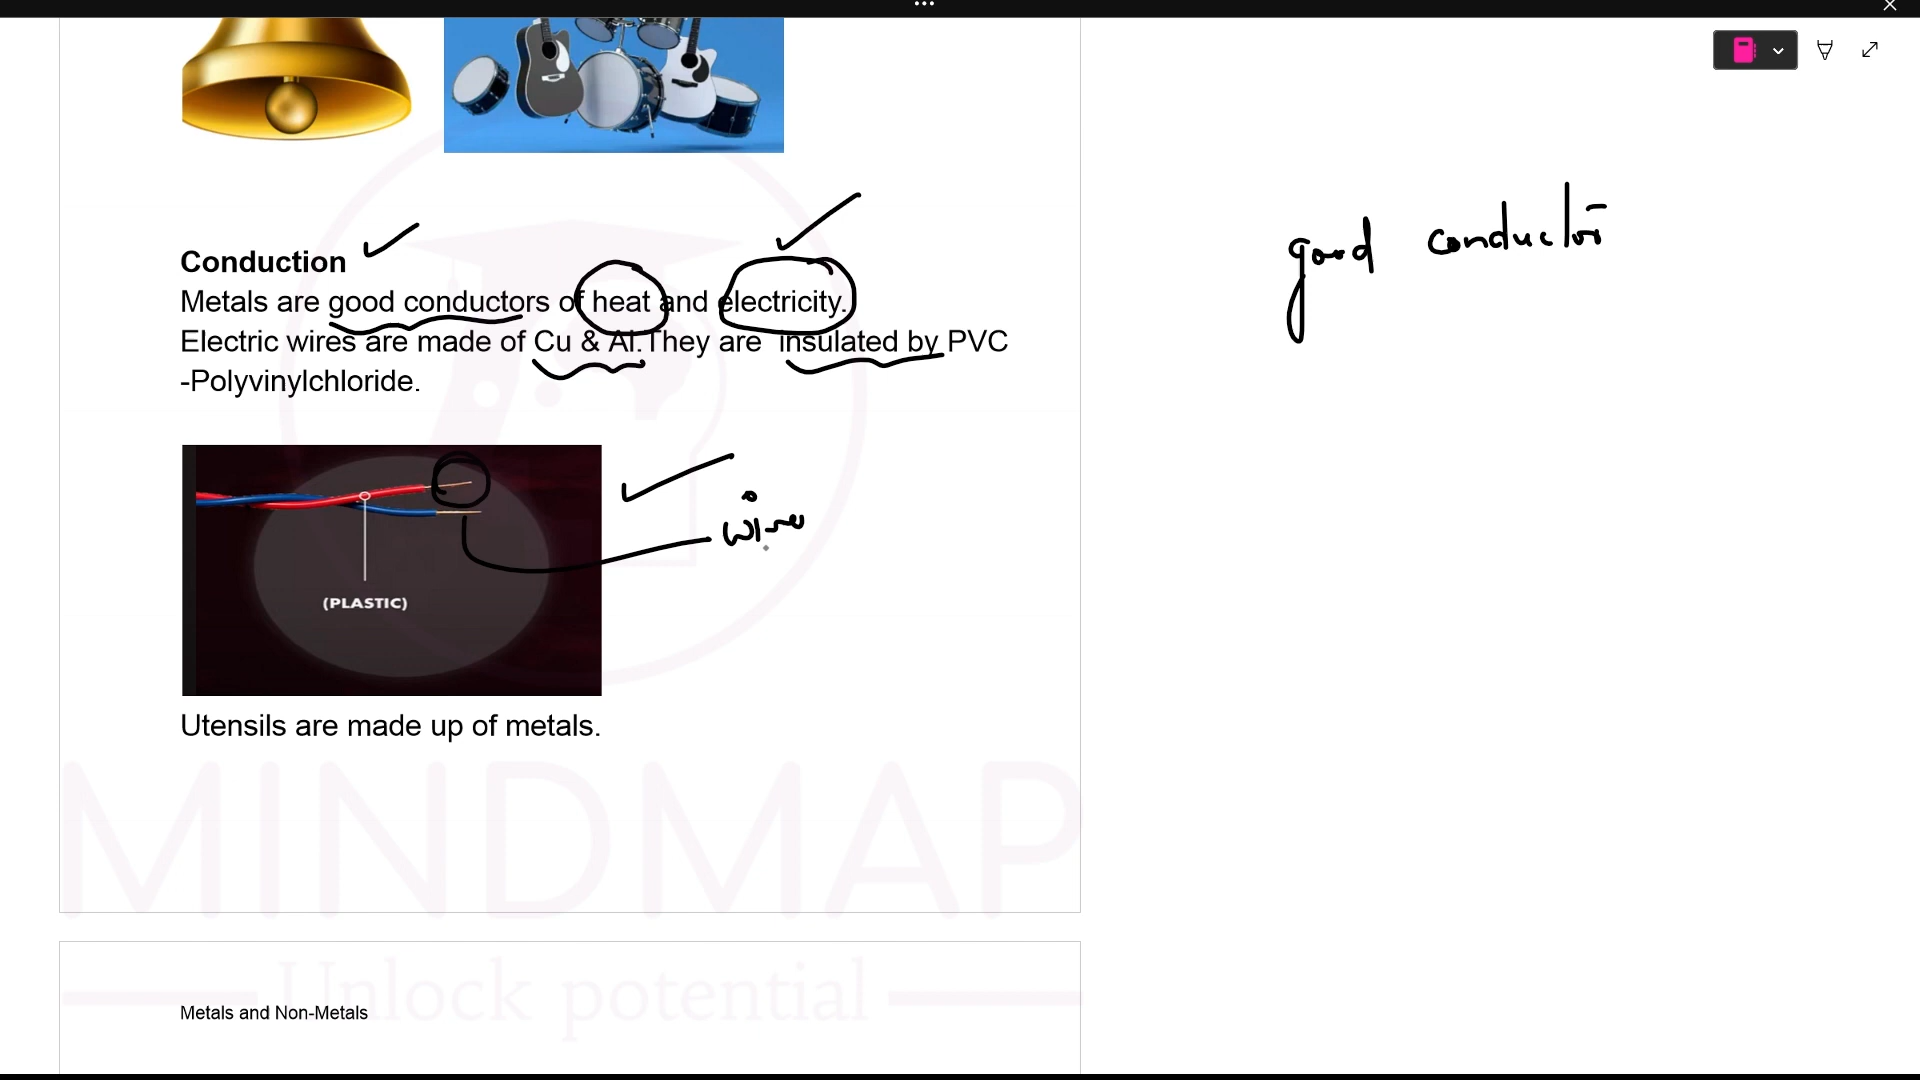 good conductor
Conduction
Metals are good conductors of heat and electricity.
Electric wires are made of Cu & Al.They are insulated by PVC
-Polyvinylchloride.
wire
(PLASTIC)
Utensils are made up of metals.
MINDMAP
Unlock potential
Metals and Non-Metals